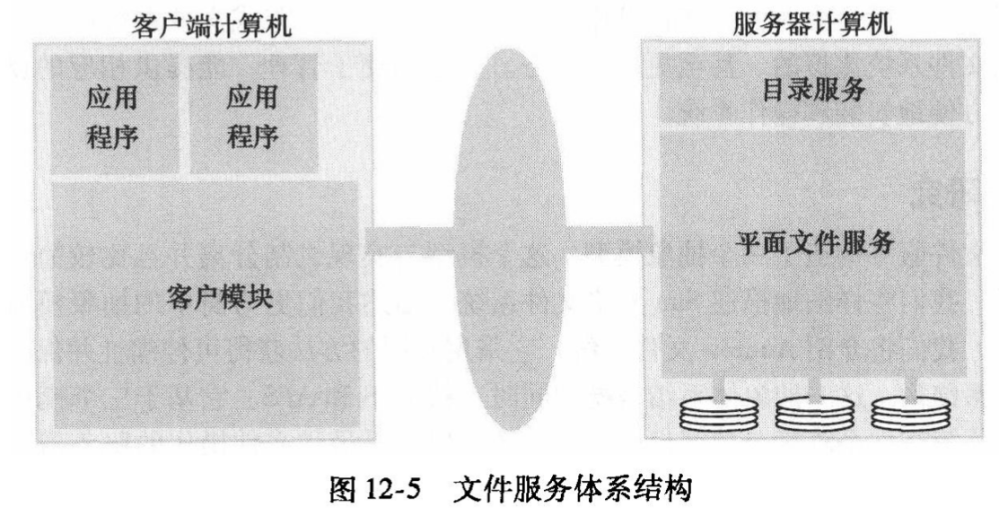 客户端计算机
服务器计算机
应用
程序
应用
程序
客户模块
目录服务
平面文件服务
图 12-5 文件服务体系结构